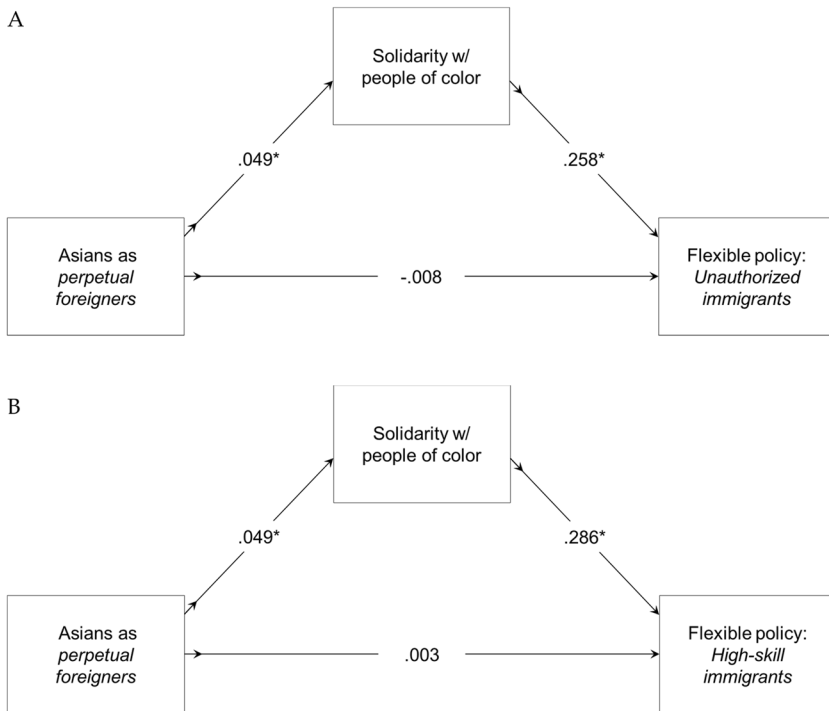 A
Solidarity w/
people of color
.049*
.258*
Asians as
perpetual
foreigners
-.008
Flexible policy:
Unauthorized
immigrants
B
Solidarity w/
people of color
.049*
.286*
Asians as
perpetual
foreigners
.003
Flexible policy:
High-skill
immigrants